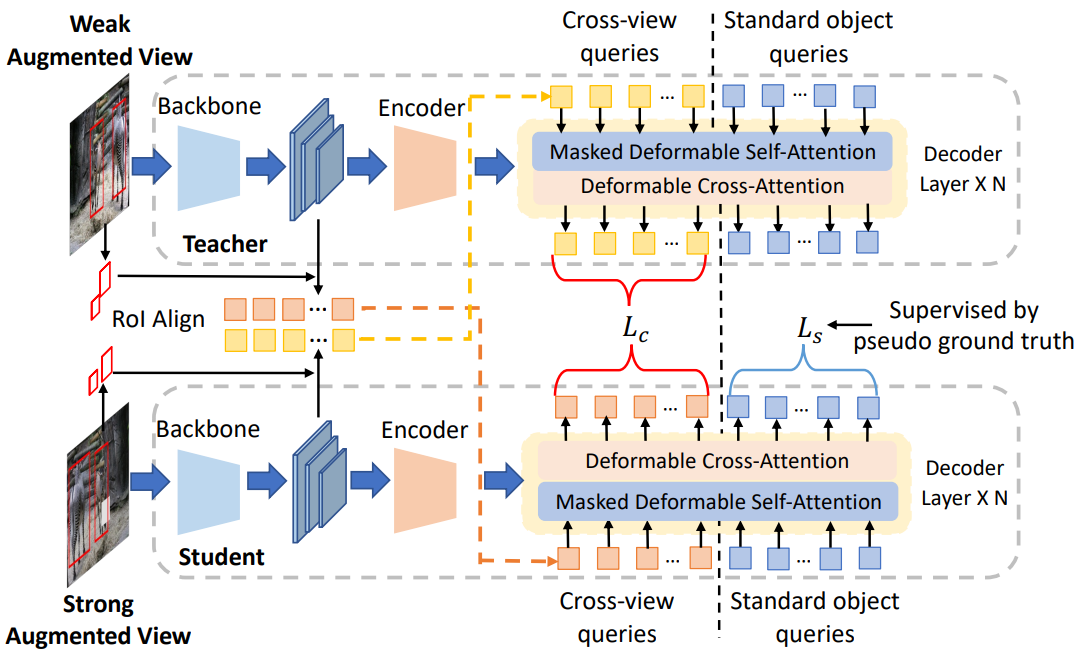 Weak
Augmented View
Cross-view
queries
Standard object
queries
Backbone
Encoder
...
...
Masked Deformable Self-Attention
Deformable Cross-Attention
Decoder
Layer X N
Teacher
...
...
RoI Align
...
...
Lc
Ls
Supervised by
pseudo ground truth
Backbone
Encoder
...
...
Deformable Cross-Attention
Masked Deformable Self-Attention
Decoder
Layer X N
Student
...
...
Strong
Augmented View
Cross-view
queries
Standard object
queries